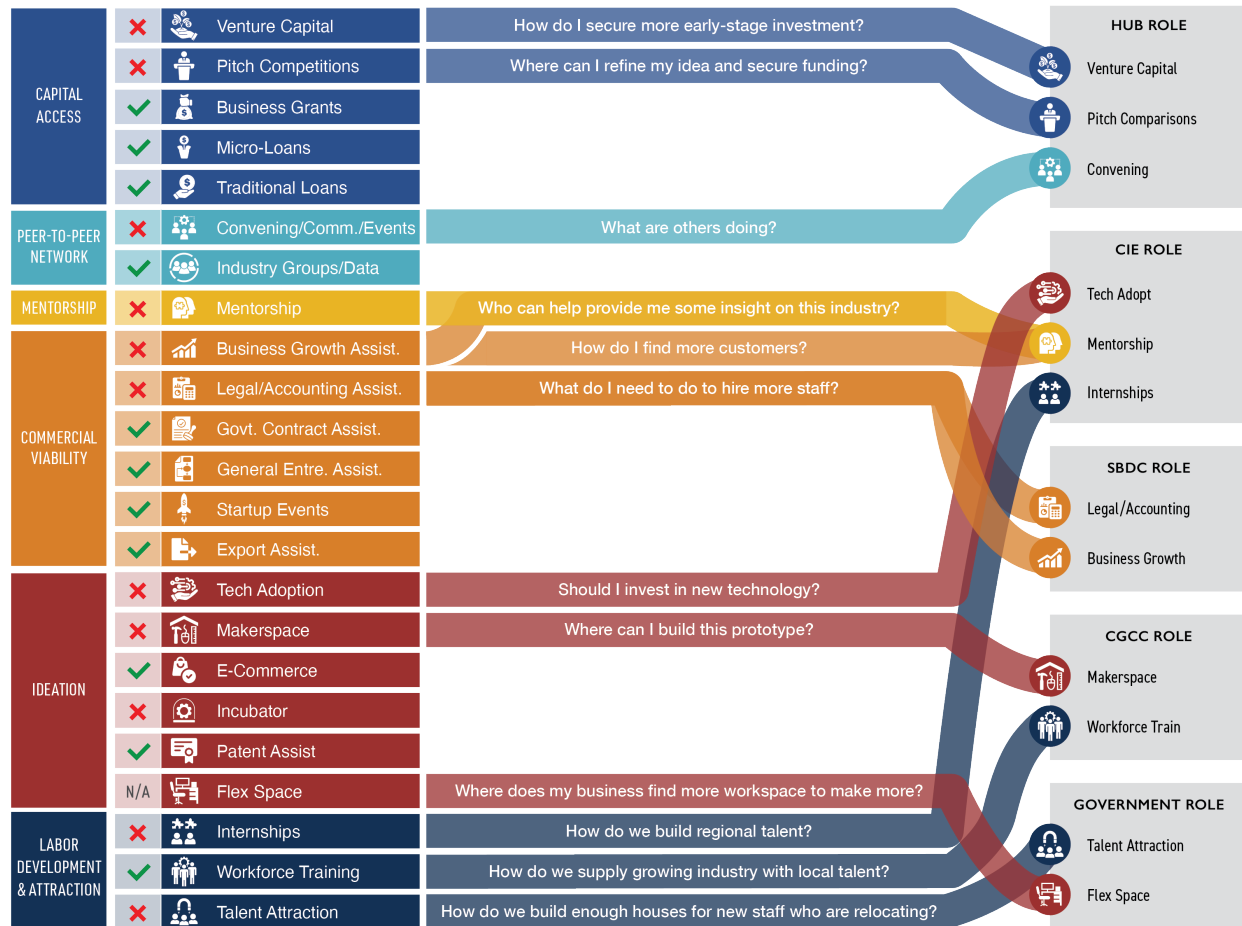 CAPITAL
ACCESS
Venture Capital
How do I secure more early-stage investment?
Pitch Competitions
Where can I refine my idea and secure funding?
Business Grants
Micro-Loans
Traditional Loans
PEER-TO-PEER
NETWORK
Convening/Comm./Events
What are others doing?
Industry Groups/Data
MENTORSHIP
Mentorship
Who can help provide me some insight on this industry?
COMMERCIAL
VIABILITY
Business Growth Assist.
How do I find more customers?
Legal/Accounting Assist.
What do I need to do to hire more staff?
Govt. Contract Assist.
General Entre. Assist.
Startup Events
Export Assist.
IDEATION
Tech Adoption
Should I invest in new technology?
Makerspace
Where can I build this prototype?
E-Commerce
Incubator
Patent Assist
N/A
Flex Space
Where does my business find more workspace to make more?
LABOR
DEVELOPMENT
& ATTRACTION
Internships
How do we build regional talent?
Workforce Training
How do we supply growing industry with local talent?
Talent Attraction
How do we build enough houses for new staff who are relocating?
HUB ROLE
Venture Capital
Pitch Comparisons
Convening
CIE ROLE
Tech Adopt
Mentorship
Internships
SBDC ROLE
Legal/Accounting
Business Growth
CGCC ROLE
Makerspace
Workforce Train
GOVERNMENT ROLE
Talent Attraction
Flex Space